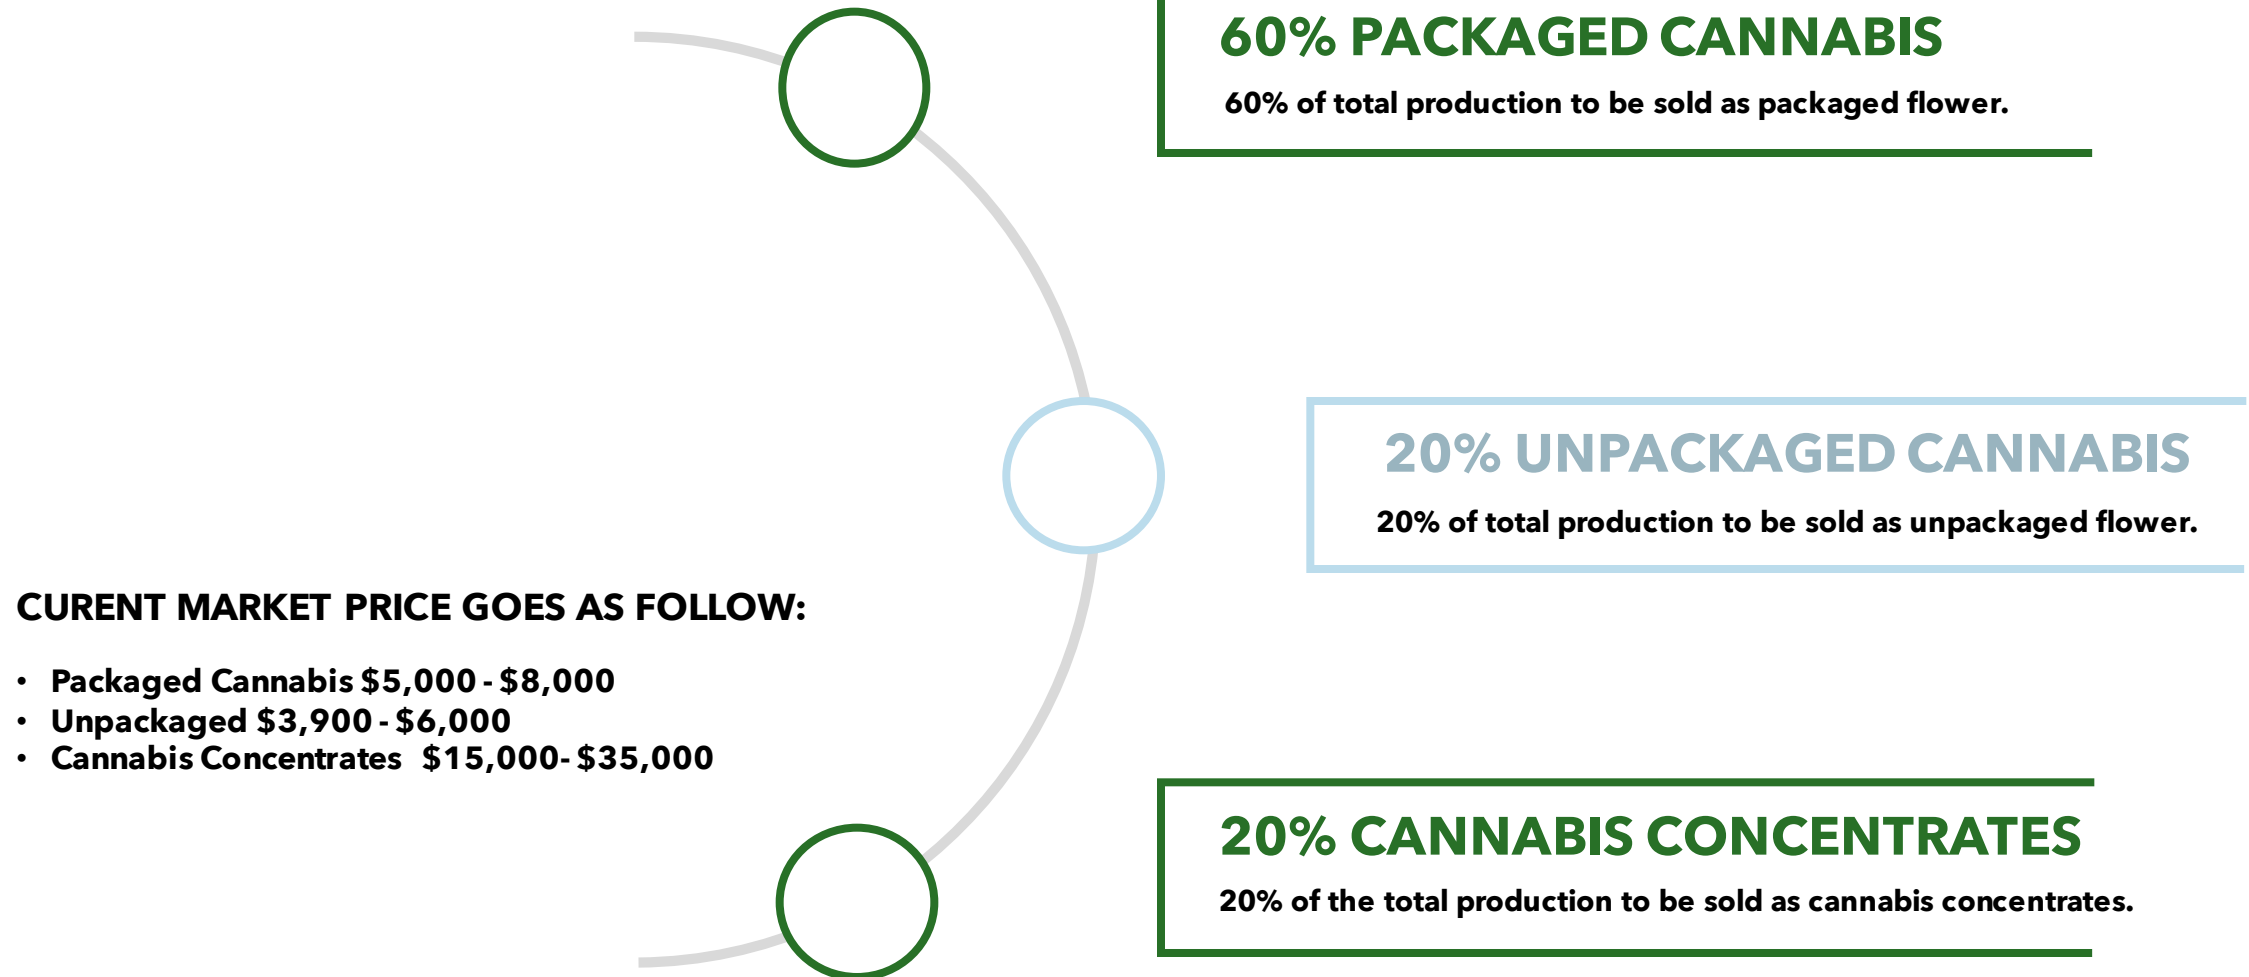 60% PACKAGED CANNABIS
60% of total production to be sold as packaged flower.
20% UNPACKAGED CANNABIS
20% of total production to be sold as unpackaged flower.
CURENT MARKET PRICE GOES AS FOLLOW:
• Packaged Cannabis $5,000 - $8,000
• Unpackaged $3,900 - $6,000
• Cannabis Concentrates $15,000- $35,000
20% CANNABIS CONCENTRATES
20% of the total production to be sold as cannabis concentrates.